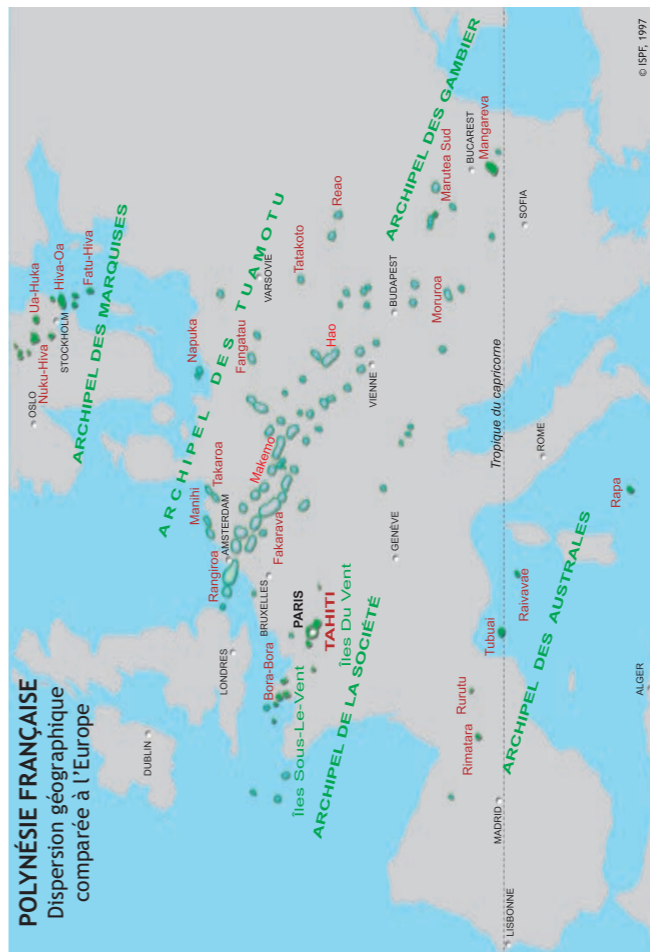 POLYNÉSIE FRANÇAISE
Dispersion géographique
comparée à l'Europe
OSLO
Nuku-Hiva
Ua-Huka
STOCKHOLM
Hiva-Oa
Fatu-Hiva
ARCHIPEL DES MARQUISES
DUBLIN
LONDRES
AMSTERDAM
Rangiroa
Manihi
Takaroa
Napuka
ARCHIPEL DES TUAMOTU
VARSOVIE
Fangatau
Tatakoto
Reao
Makemo
Fakarava
Hao
BRUXELLES
Bora-Bora
PARIS
TAHITI
Îles Du Vent
Îles Sous-Le-Vent
ARCHIPEL DE LA SOCIÉTÉ
GENÈVE
VIENNE
BUDAPEST
Moruroa
ARCHIPEL DES GAMBIER
Marutea Sud
BUCAREST
Mangareva
SOFIA
Tropique du capricorne
ROME
Rurutu
Rimatara
Tubuai
Raivavae
Rapa
ARCHIPEL DES AUSTRALES
MADRID
LISBONNE
ALGER
© ISPF, 1997